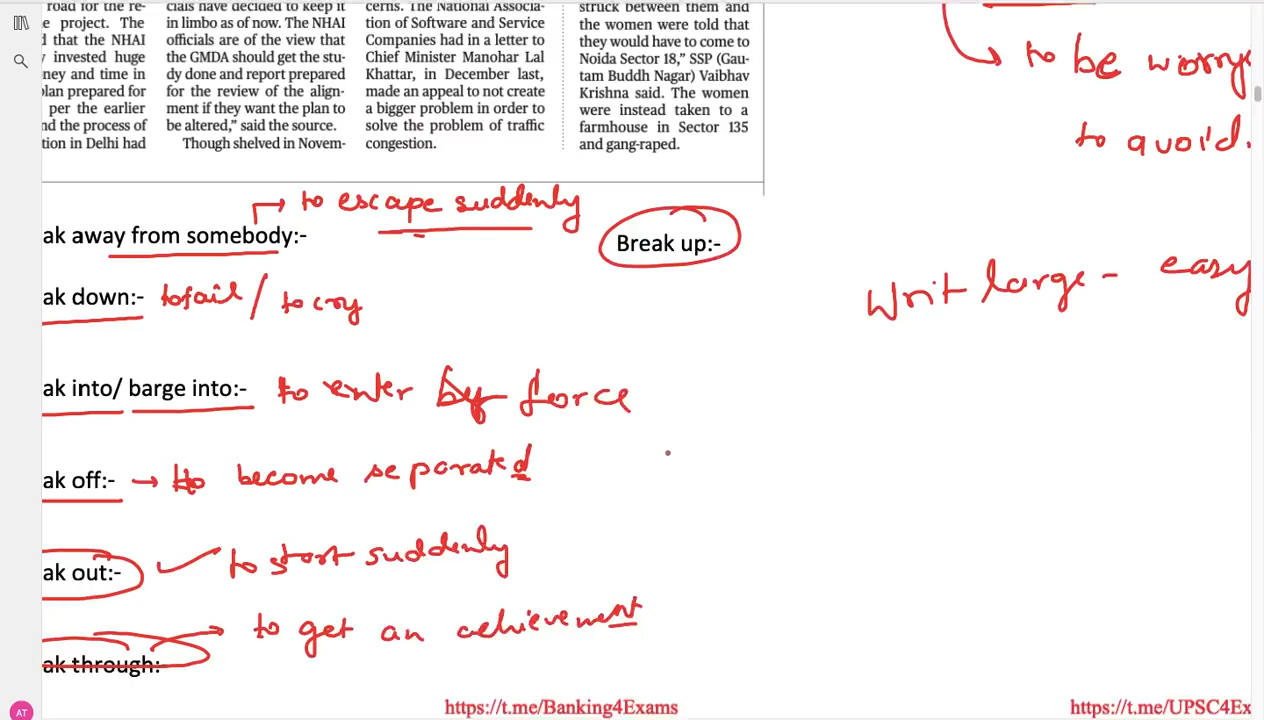 road for the re-
e project. The
d that the NHAI
invested huge
ney and time in
lan prepared for
per the earlier
nd the process of
tion in Delhi had
cials have decided to keep it
in limbo as of now. The NHAI
officials are of the view that
the GMDA should get the stu-
dy done and report prepared
for the review of the align-
ment if they want the plan to
be altered,” said the source.
Though shelved in Novem-
cerns. The National Associa-
tion of Software and Service
Companies had in a letter to
Chief Minister Manohar Lal
Khattar, in December last,
made an appeal to not create
a bigger problem in order to
solve the problem of traffic
congestion.
struck between them and
the women were told that
they would have to come to
Noida Sector 18,” SSP (Gau-
tam Buddh Nagar) Vaibhav
Krishna said. The women
were instead taken to a
farmhouse in Sector 135
and gang-raped.
to be worry
to avoid.
to escape suddenly
ak away from somebody:-
Break up:-
Writ large - easy
ak down:- to fail / to cry
ak into/ barge into:- to enter by force
ak off:- → to become separated
ak out:- to start suddenly
to get an achievement
ak through:-
https://t.me/Banking4Exams
https://t.me/UPSC4Ex
AT